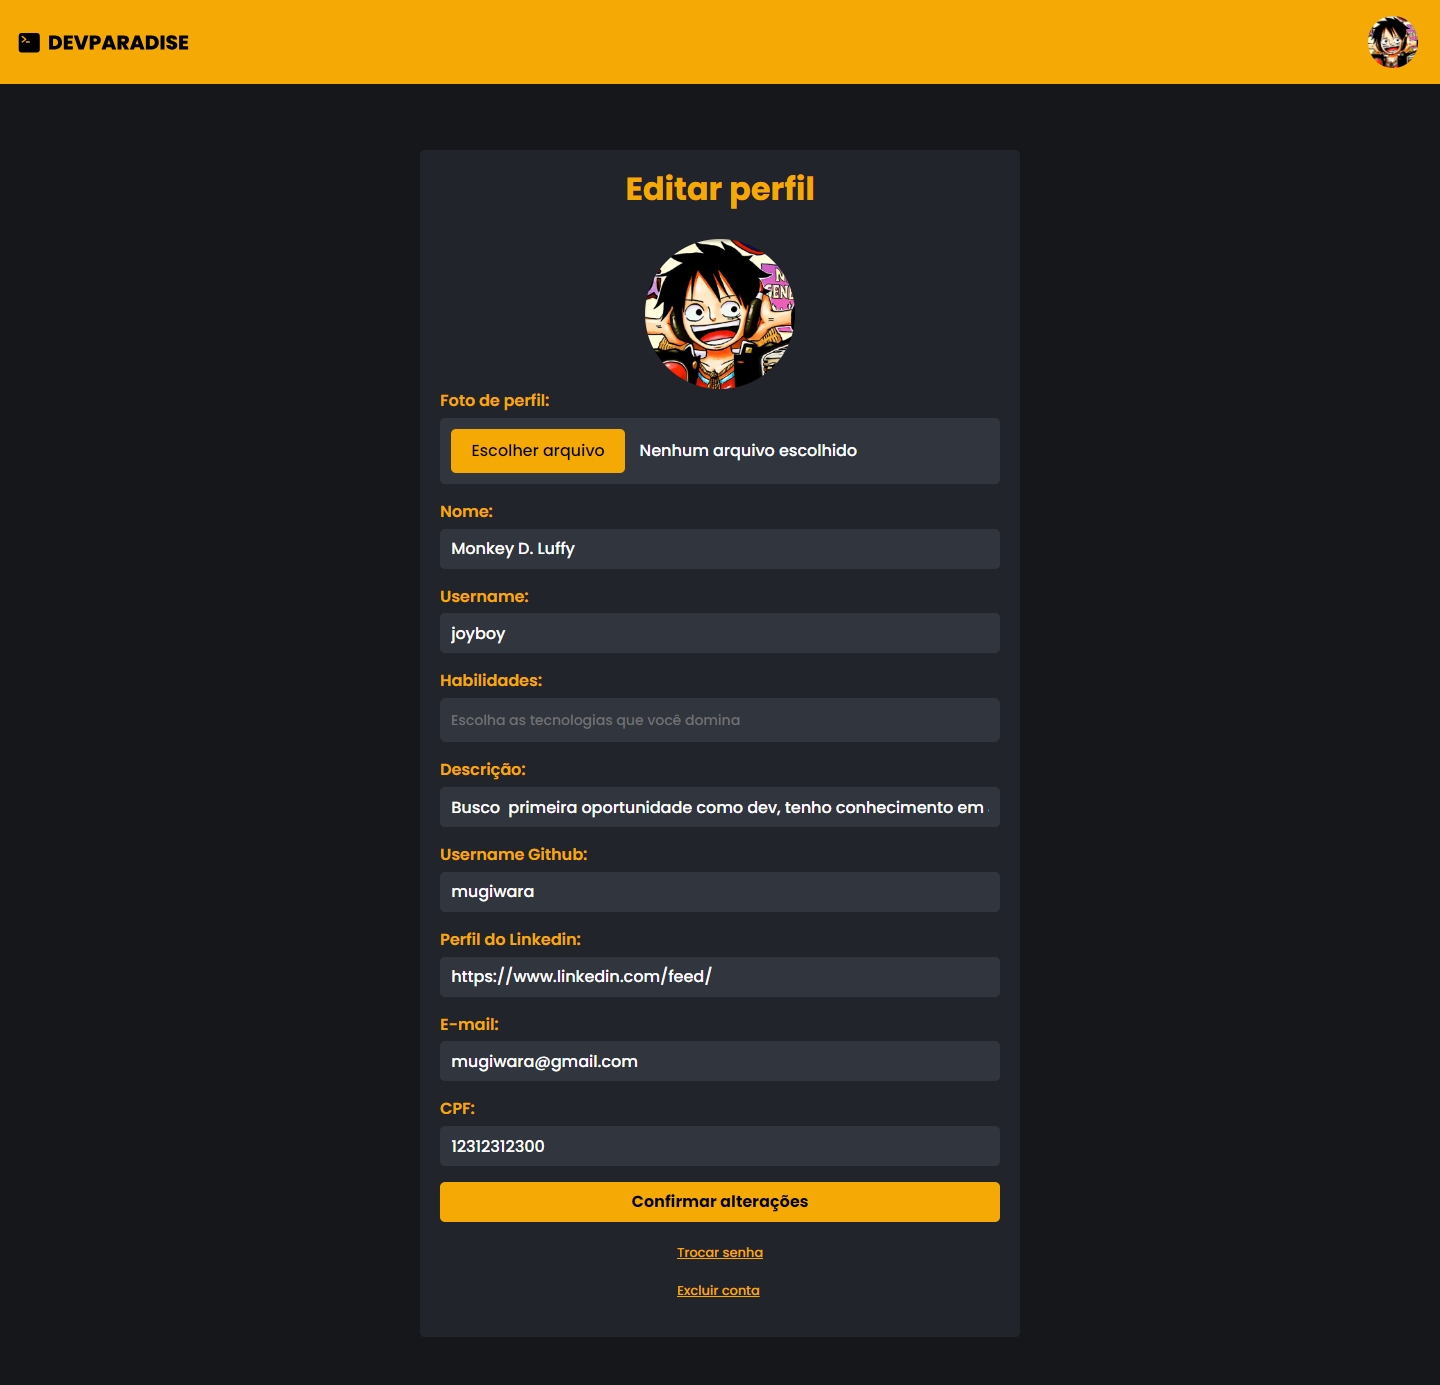 DEVPARADISE
Editar perfil
Foto de perfil:
Escolher arquivo Nenhum arquivo escolhido
Nome:
Monkey D. Luffy
Username:
joyboy
Habilidades:
Escolha as tecnologias que você domina
Descrição:
Busco  primeira oportunidade como dev, tenho conhecimento em
Username Github:
mugiwara
Perfil do Linkedin:
https://www.linkedin.com/feed/
E-mail:
mugiwara@gmail.com
CPF:
12312312300
Confirmar alterações
Trocar senha
Excluir conta